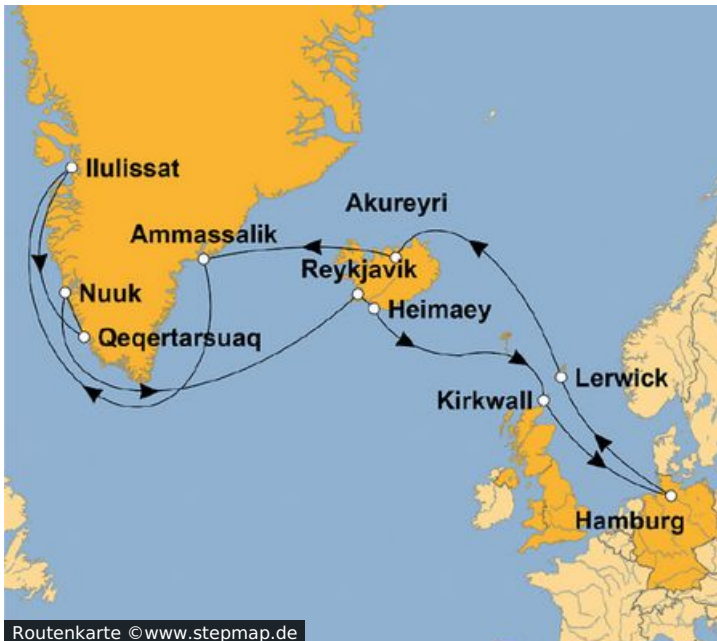 Ilulissat
Akureyri
Ammassalik
Reykjavik
Nuuk
Heimaey
Qeqertarsuaq
Lerwick
Kirkwall
Hamburg
Routenkarte ©www.stepmap.de